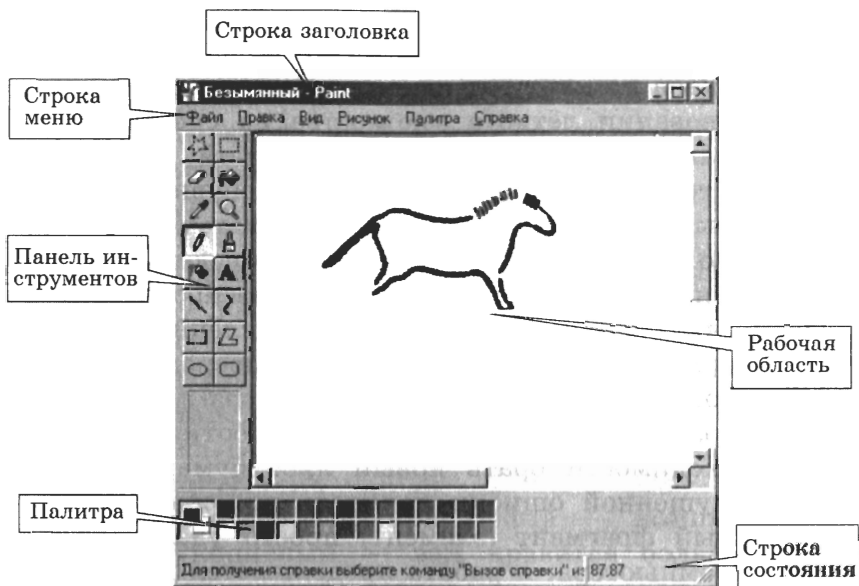 Строка заголовка
Строка
меню
Безымянный - Paint
Файл Правка Вид Рисунок Палитра Справка
Панель ин-
струментов
A
Рабочая
область
Палитра
Для получения справки выберите команду "Вызов справки" из 87,87
Строка
состояния